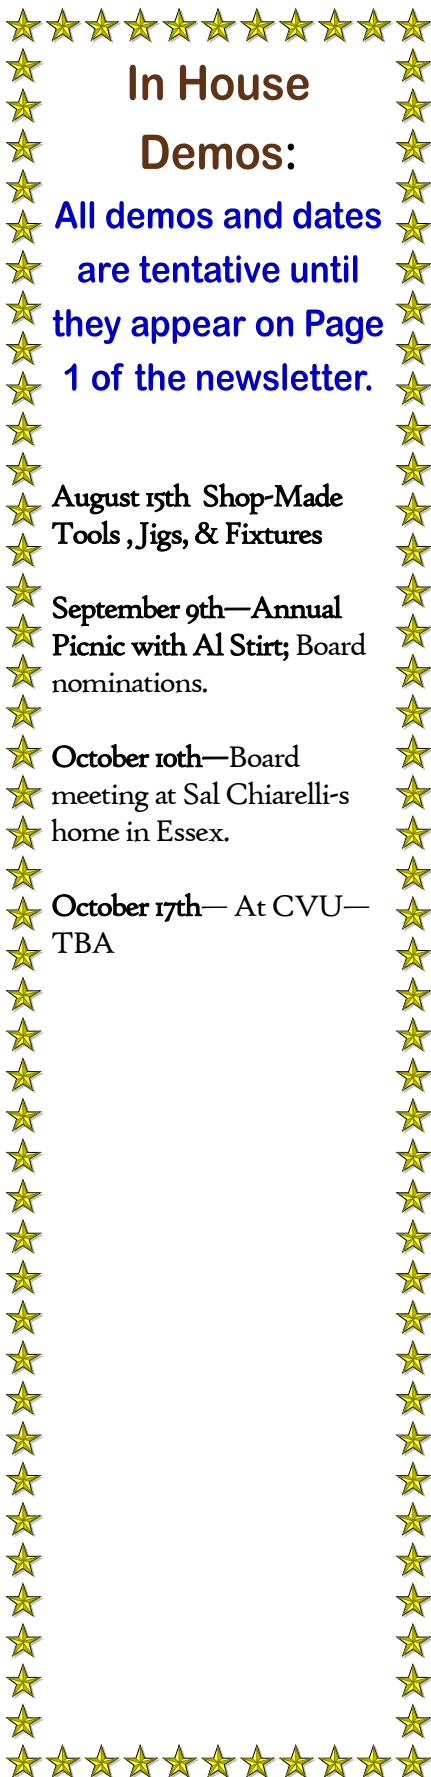 In House
Demos:
All demos and dates
are tentative until
they appear on Page
1 of the newsletter.
August 15th  Shop-Made
Tools , Jigs, & Fixtures
September 9th—Annual
Picnic with Al Stirt; Board
nominations.
October 10th—Board
meeting at Sal Chiarelli-s
home in Essex.
October 17th— At CVU—
TBA